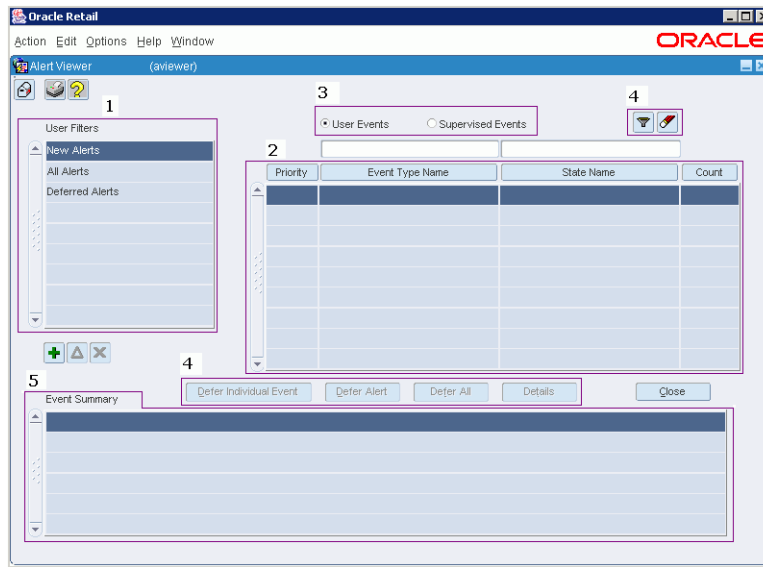 Oracle Retail
Action Edit Options Help Window
ORACLE
Alert Viewer (aviewer)
1
3
4
User Filters
User Events Supervised Events
2
New Alerts
All Alerts
Deferred Alerts
Priority Event Type Name State Name Count
4
5
Defer Individual Event Defer Alert Defer All Details Close
Event Summary